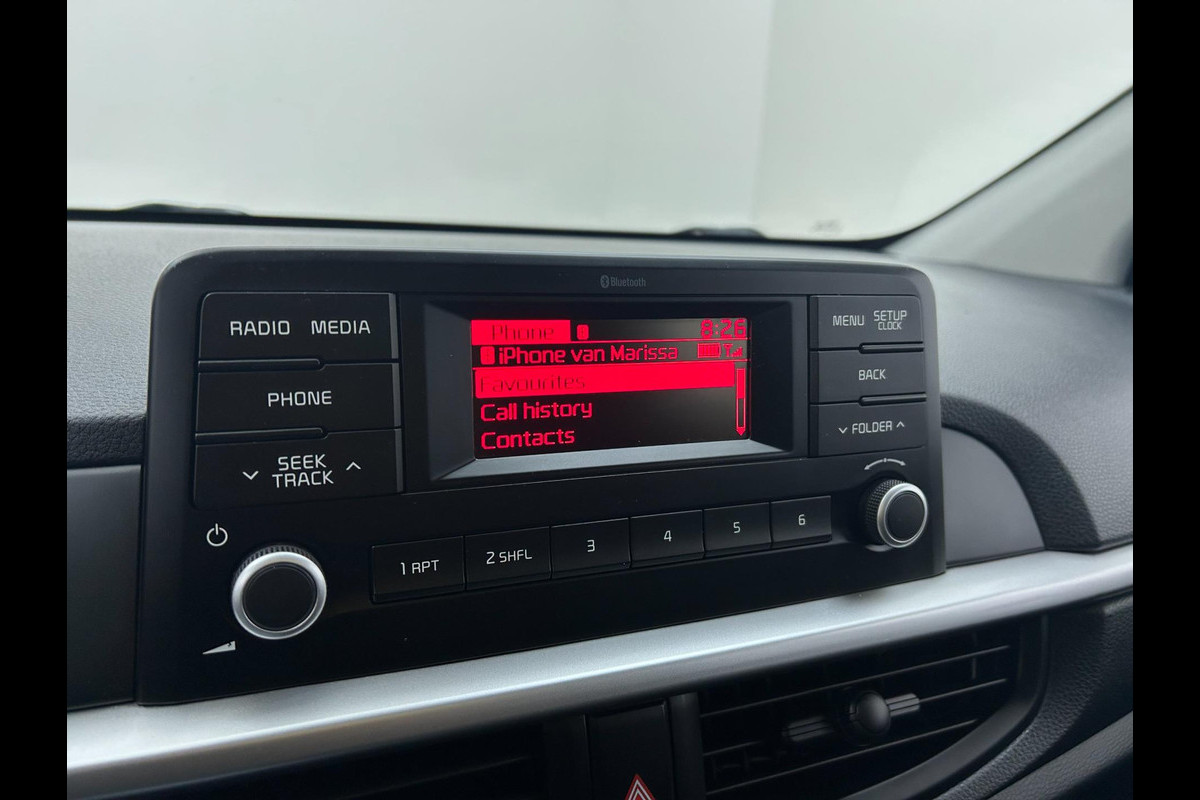 Bluetooth
RADIO MEDIA
PHONE
SEEK
TRACK
Phone 8:26
iPhone van Marissa
Favourites
Call history
Contacts
MENU SETUP
CLOCK
BACK
FOLDER
1 RPT 2 SHFL 3 4 5 6